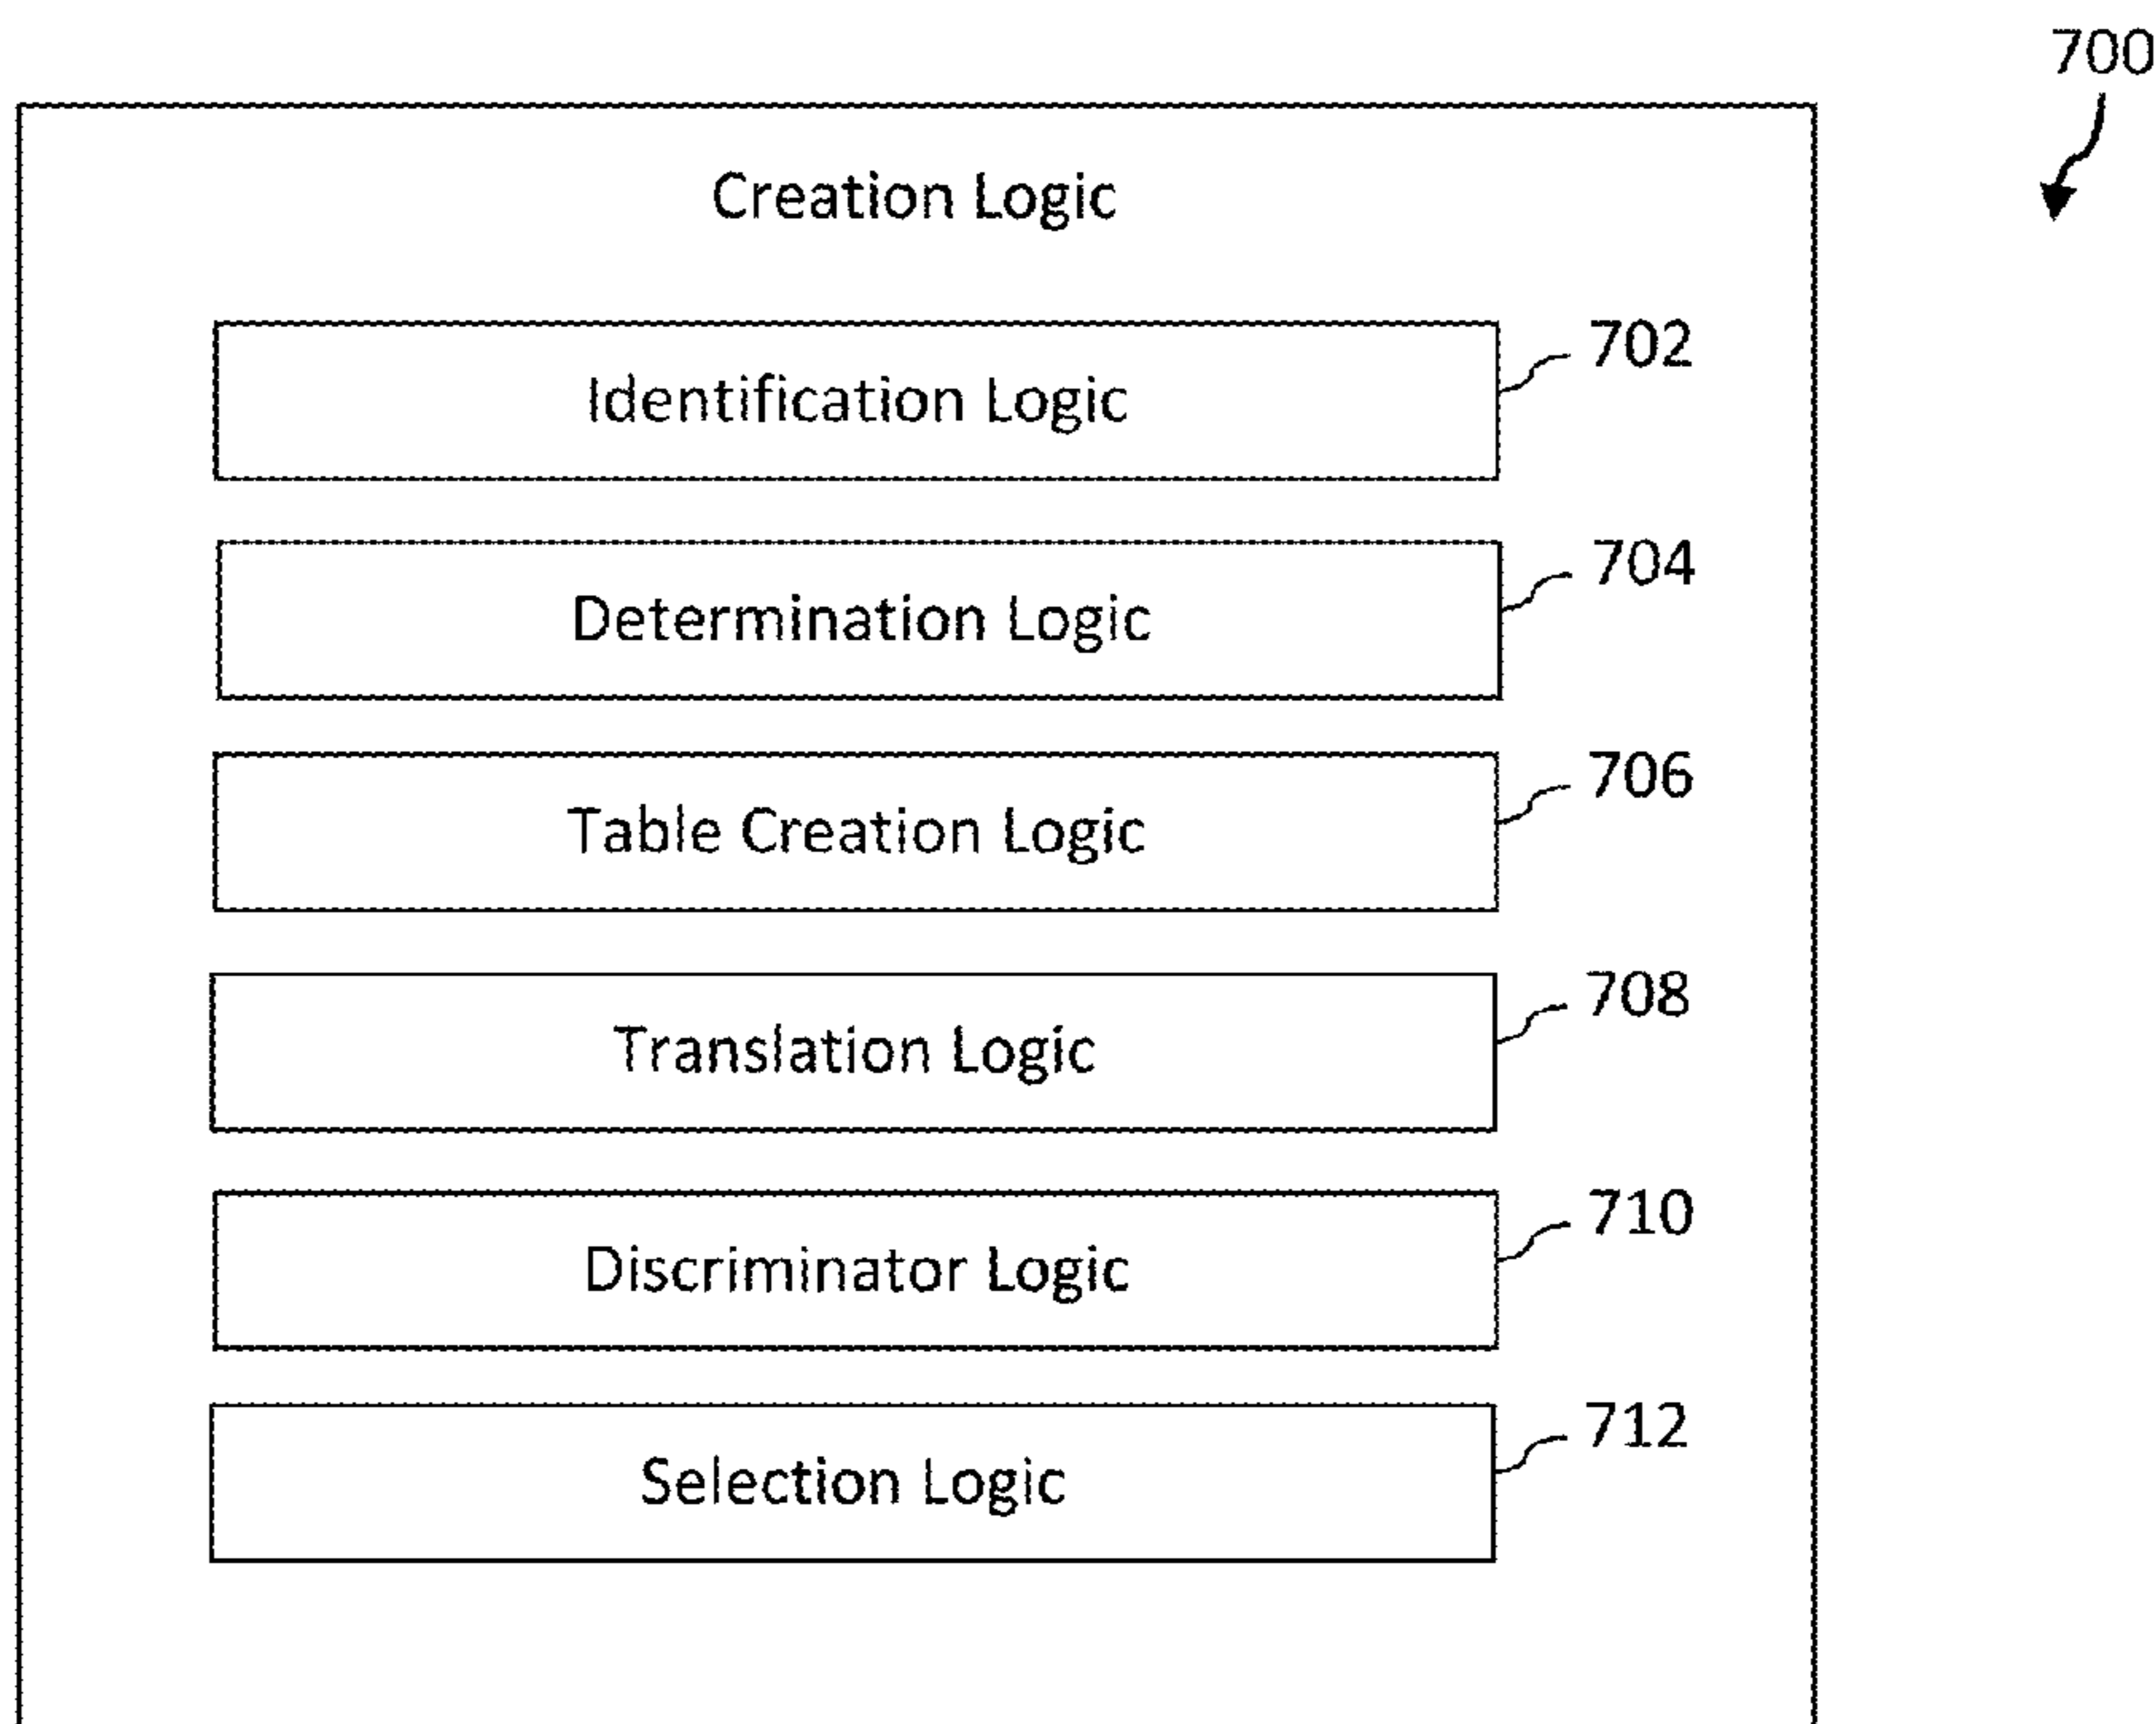 700
Creation Logic
702
Identification Logic
704
Determination Logic
706
Table Creation Logic
708
Translation Logic
710
Discriminator Logic
712
Selection Logic